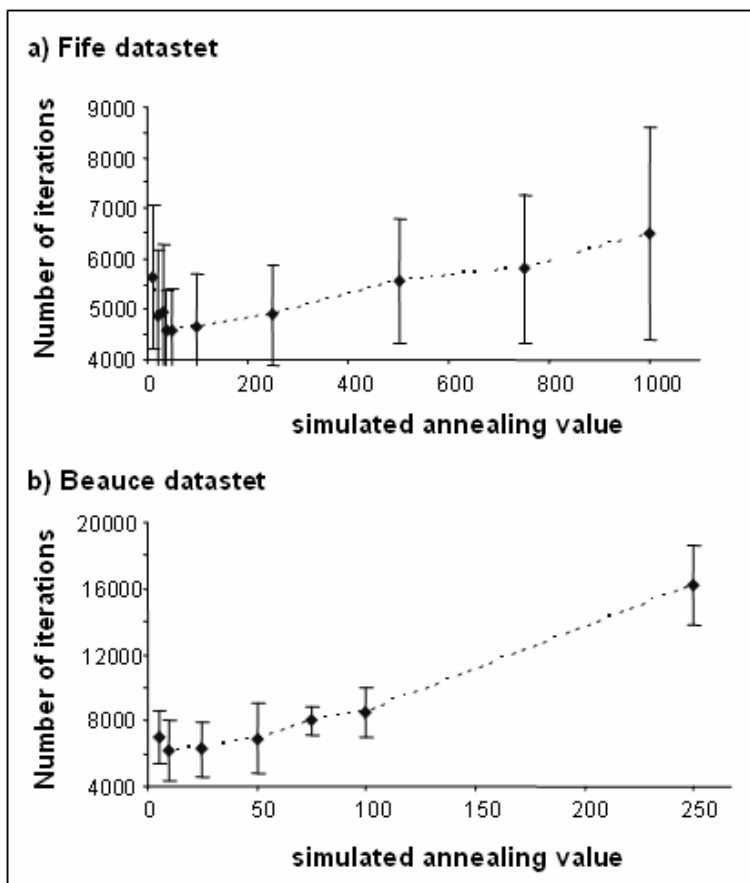 a) Fife datastet
Number of iterations
9000
8000
7000
6000
5000
4000
0 200 400 600 800 1000
simulated annealing value
b) Beauce datastet
Number of iterations
20000
16000
12000
8000
4000
0 50 100 150 200 250
simulated annealing value